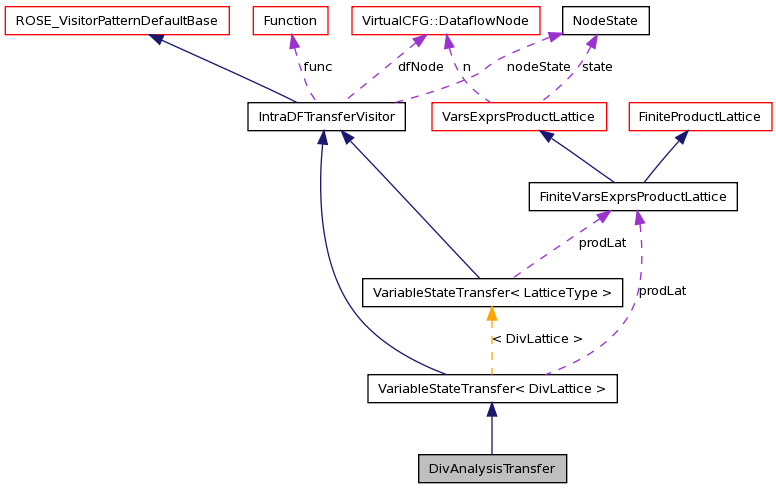 ROSE_VisitorPatternDefaultBase
Function
VirtualCFG::DataflowNode
NodeState
func
dfNode
n
nodeState
state
IntraDFTransferVisitor
VarsExprsProductLattice
FiniteProductLattice
FiniteVarsExprsProductLattice
prodLat
VariableStateTransfer< LatticeType >
prodLat
< DivLattice >
VariableStateTransfer< DivLattice >
DivAnalysisTransfer